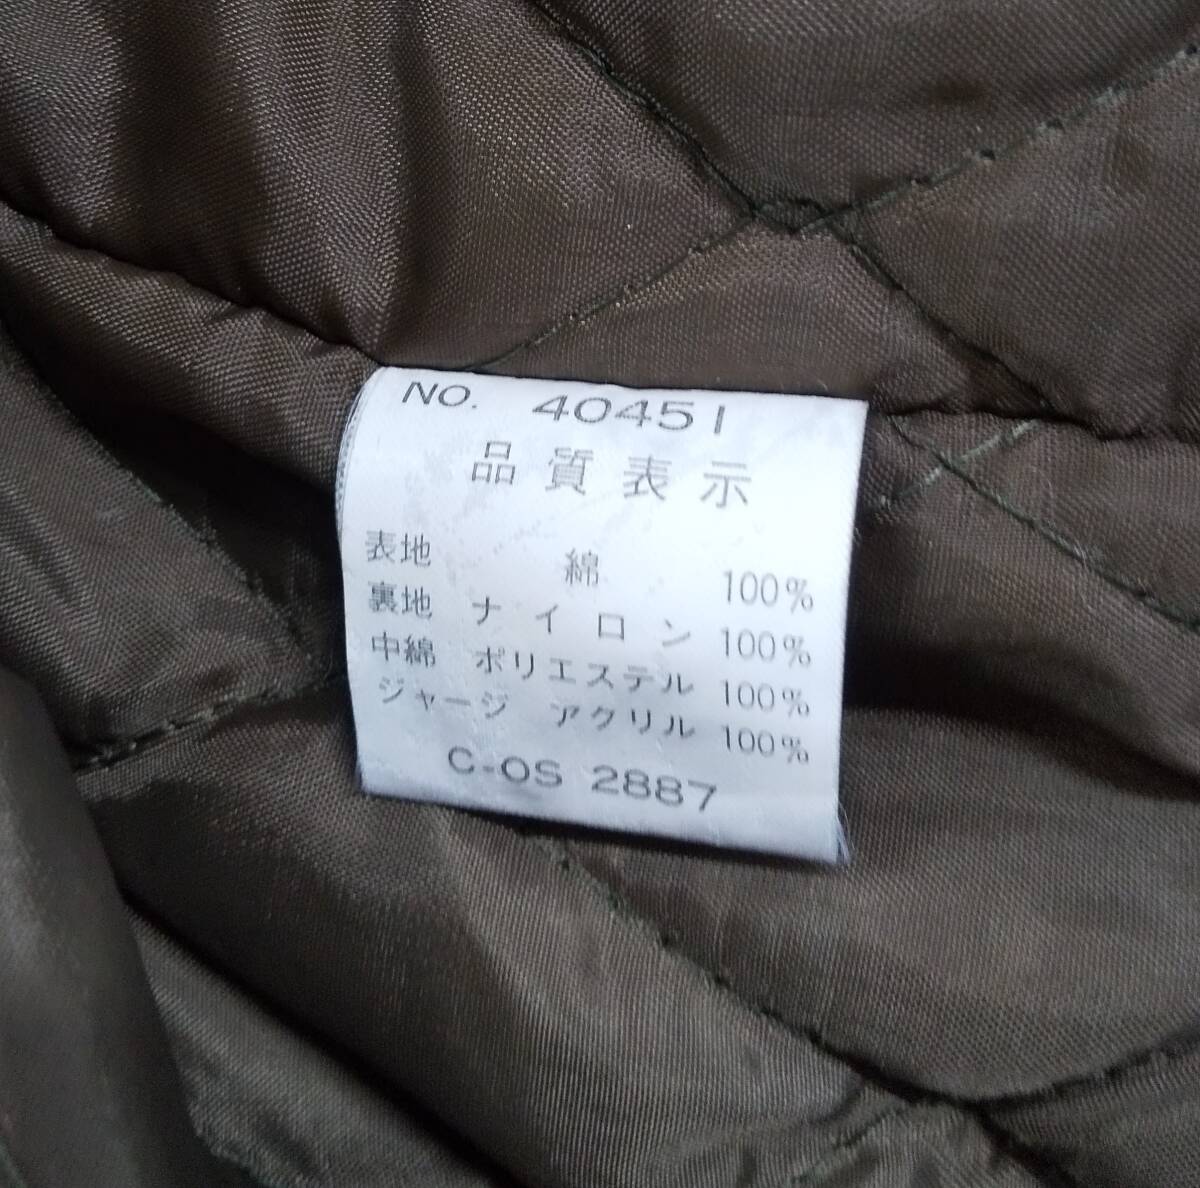 NO. 40451
品質表示
表地 綿 100%
裏地 ナイロン 100%
中綿 ポリエステル 100%
ジャージ アクリル 100%
C-OS 2887